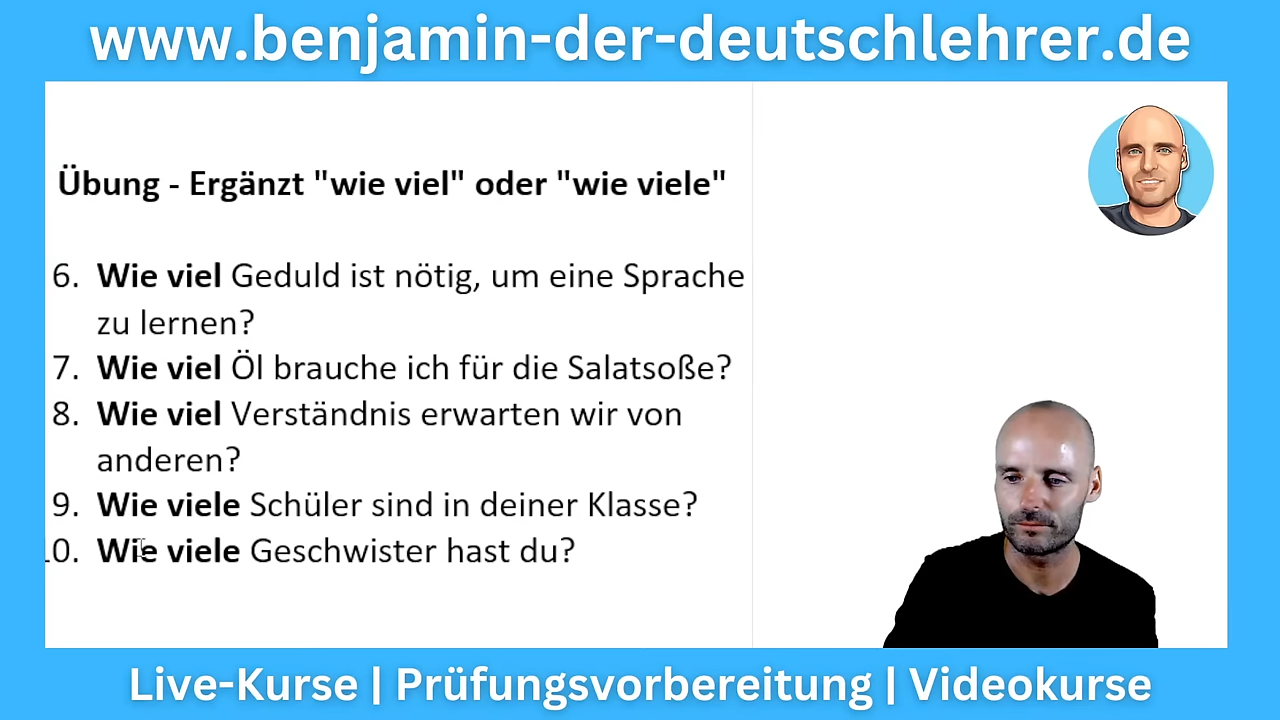 www.benjamin-der-deutschlehrer.de
Übung - Ergänzt "wie viel" oder "wie viele"
6. Wie viel Geduld ist nötig, um eine Sprache
zu lernen?
7. Wie viel Öl brauche ich für die Salatsoße?
8. Wie viel Verständnis erwarten wir von
anderen?
9. Wie viele Schüler sind in deiner Klasse?
10. Wie viele Geschwister hast du?
Live-Kurse | Prüfungsvorbereitung | Videokurse